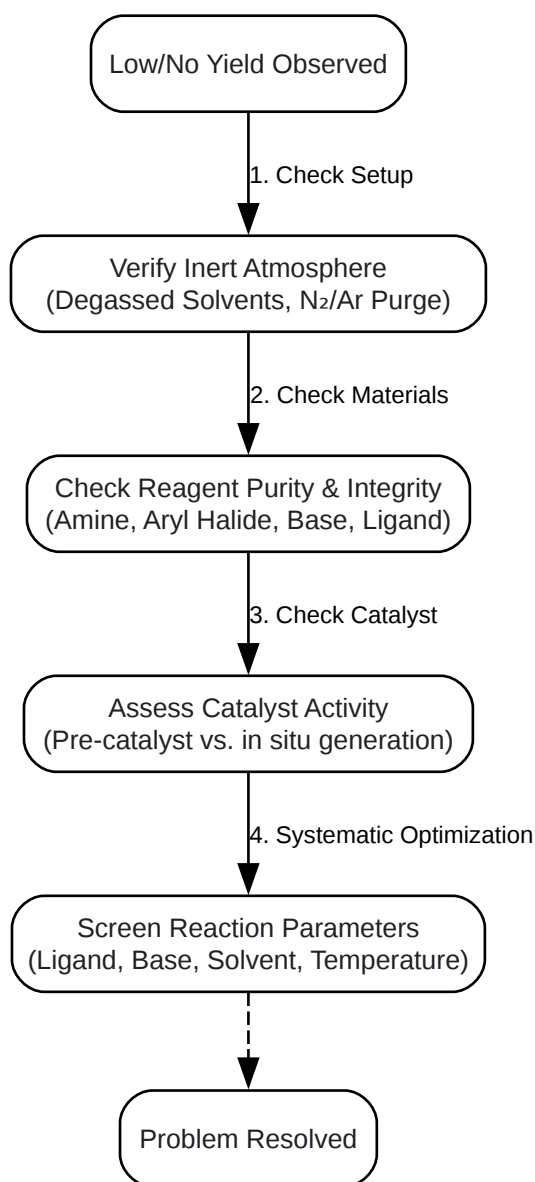 Low/No Yield Observed
1. Check Setup
Verify Inert Atmosphere
(Degassed Solvents, N₂/Ar Purge)
2. Check Materials
Check Reagent Purity & Integrity
(Amine, Aryl Halide, Base, Ligand)
3. Check Catalyst
Assess Catalyst Activity
(Pre-catalyst vs. in situ generation)
4. Systematic Optimization
Screen Reaction Parameters
(Ligand, Base, Solvent, Temperature)
Problem Resolved